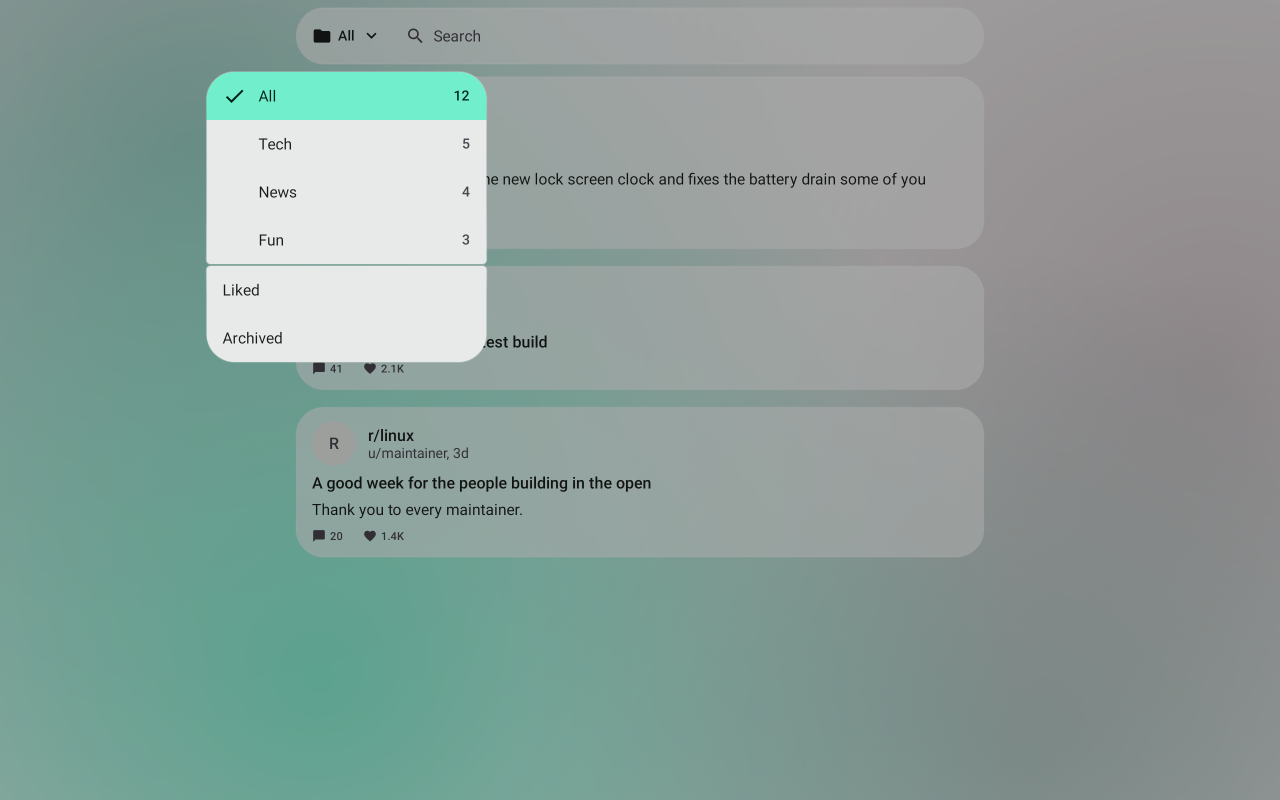 All
Search
All 12
Tech 5
News 4
Fun 3
Liked
Archived
new lock screen clock and fixes the battery drain some of you
build
41 2.1K
R
r/linux
u/maintainer, 3d
A good week for the people building in the open
Thank you to every maintainer.
20 1.4K